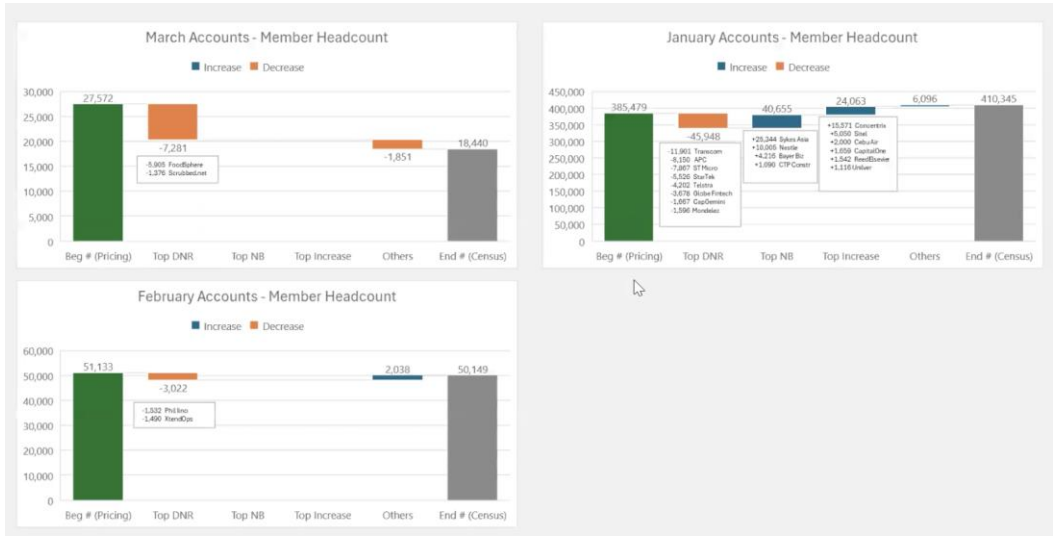 March Accounts - Member Headcount
Increase Decrease
30,000
25,000
20,000
15,000
10,000
5,000
0
27,572
-7,281
-5,905 FoodSphere
-1,376 Scrubbed.net
-1,851
18,440
Beg # (Pricing) Top DNR Top NB Top Increase Others End # (Census)
January Accounts - Member Headcount
Increase Decrease
450,000
400,000
350,000
300,000
250,000
200,000
150,000
100,000
50,000
0
385,479
-45,948
-11,901 Transcom
-8,150 APC
-7,867 ST Micro
-5,526 StarTek
-4,202 Telstra
-3,678 Globe Fintech
-1,667 CapGemini
-1,596 Mondelez
40,655
+25,344 Sykes Asia
+10,005 Nestle
+4,216 Bayer Biz
+1,090 CTP Constr
24,063
+15,571 Concentrix
+5,050 Sitel
+2,000 CebuAir
+1,659 CapitalOne
+1,542 ReedElsevier
+1,116 Unilver
6,096
410,345
Beg # (Pricing) Top DNR Top NB Top Increase Others End # (Census)
February Accounts - Member Headcount
Increase Decrease
60,000
50,000
40,000
30,000
20,000
10,000
0
51,133
-3,022
-1,532
-1,490
2,038
50,149
Beg # (Pricing) Top DNR Top NB Top Increase Others End # (Census)